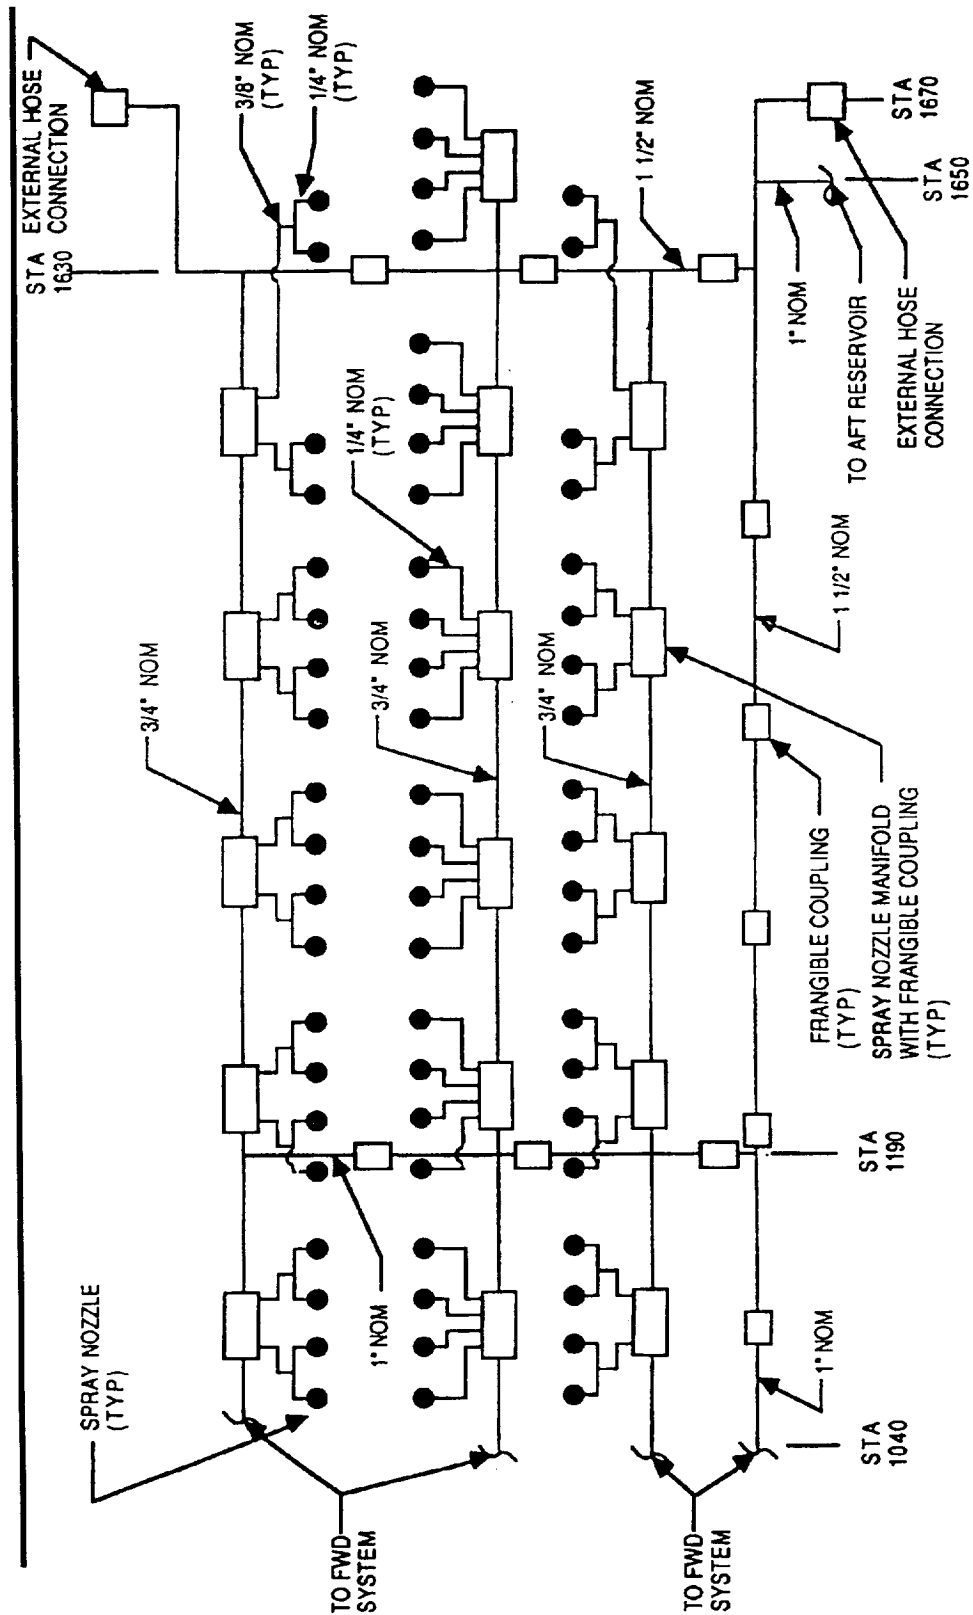 SPRAY NOZZLE
(TYP)
TO FWD
SYSTEM
TO FWD
SYSTEM
STA
1040
1" NOM
1" NOM
STA
1190
3/4" NOM
3/4" NOM
3/4" NOM
FRANGIBLE COUPLING
(TYP)
SPRAY NOZZLE MANIFOLD
WITH FRANGIBLE COUPLING
(TYP)
1/4" NOM
(TYP)
1 1/2" NOM
STA
1630
EXTERNAL HOSE
CONNECTION
3/8" NOM
(TYP)
1/4" NOM
(TYP)
1 1/2" NOM
1" NOM
TO AFT RESERVOIR
EXTERNAL HOSE
CONNECTION
STA
1650
STA
1670